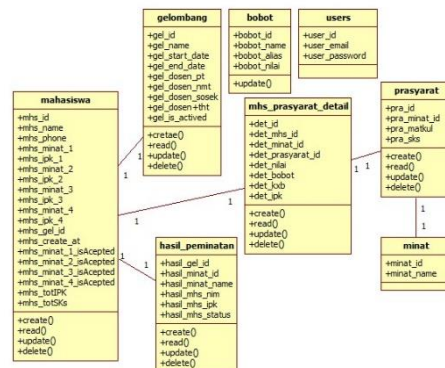 gelombang
+gel_id
+gel_name
+gel_start_date
+gel_end_date
+gel_dosen_pt
+gel_dosen_nmt
+gel_dosen_sosek
+gel_dosen+tht
+gel_is_actived
+cretae()
+read()
+update()
+delete()
bobot
+bobot_id
+bobot_name
+bobot_alias
+bobot_nilai
+update()
users
+user_id
+user_email
+user_password
mahasiswa
+mhs_id
+mhs_name
+mhs_phone
+mhs_minat_1
+mhs_ipk_1
+mhs_minat_2
+mhs_ipk_2
+mhs_minat_3
+mhs_ipk_3
+mhs_minat_4
+mhs_ipk_4
+mhs_gel_id
+mhs_create_at
+mhs_minat_1_isAcepted
+mhs_minat_2_isAcepted
+mhs_minat_3_isAcepted
+mhs_minat_4_isAcepted
+mhs_totIPK
+mhs_totSKs
+create()
+read()
+update()
+delete()
mhs_prasyarat_detail
+det_id
+det_mhs_id
+det_minat_id
+det_prasyarat_id
+det_nilai
+det_bobot
+det_kxb
+det_ipk
+create()
+read()
+update()
+delete()
prasyarat
+pra_id
+pra_minat_id
+pra_matkul
+pra_sks
+create()
+read()
+update()
+delete()
hasil_peminatan
+hasil_gel_id
+hasil_minat_id
+hasil_minat_name
+hasil_mhs_nim
+hasil_mhs_ipk
+hasil_mhs_status
+create()
+read()
+update()
+delete()
minat
+minat_id
+minat_name
1
1
1
1
1
1
1
1
1
1